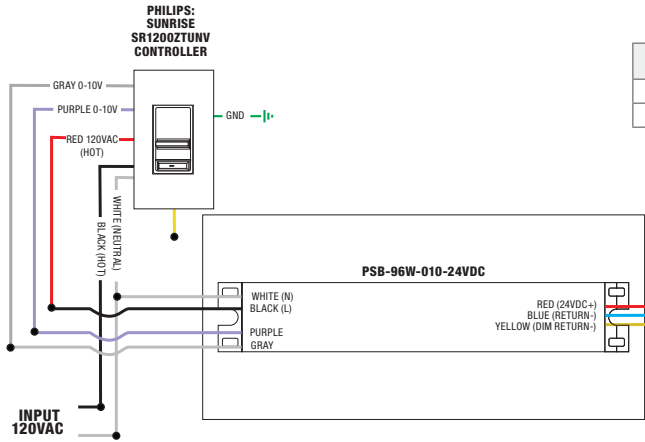 PHILIPS:
SUNRISE
SR1200ZTUNV
CONTROLLER
GRAY 0-10V
PURPLE 0-10V
RED 120VAC
(HOT)
GND
WHITE (NEUTRAL)
BLACK (HOT)
PSB-96W-010-24VDC
WHITE (N)
BLACK (L)
PURPLE
GRAY
RED (24VDC+)
BLUE (RETURN-)
YELLOW (DIM RETURN-)
INPUT
120VAC